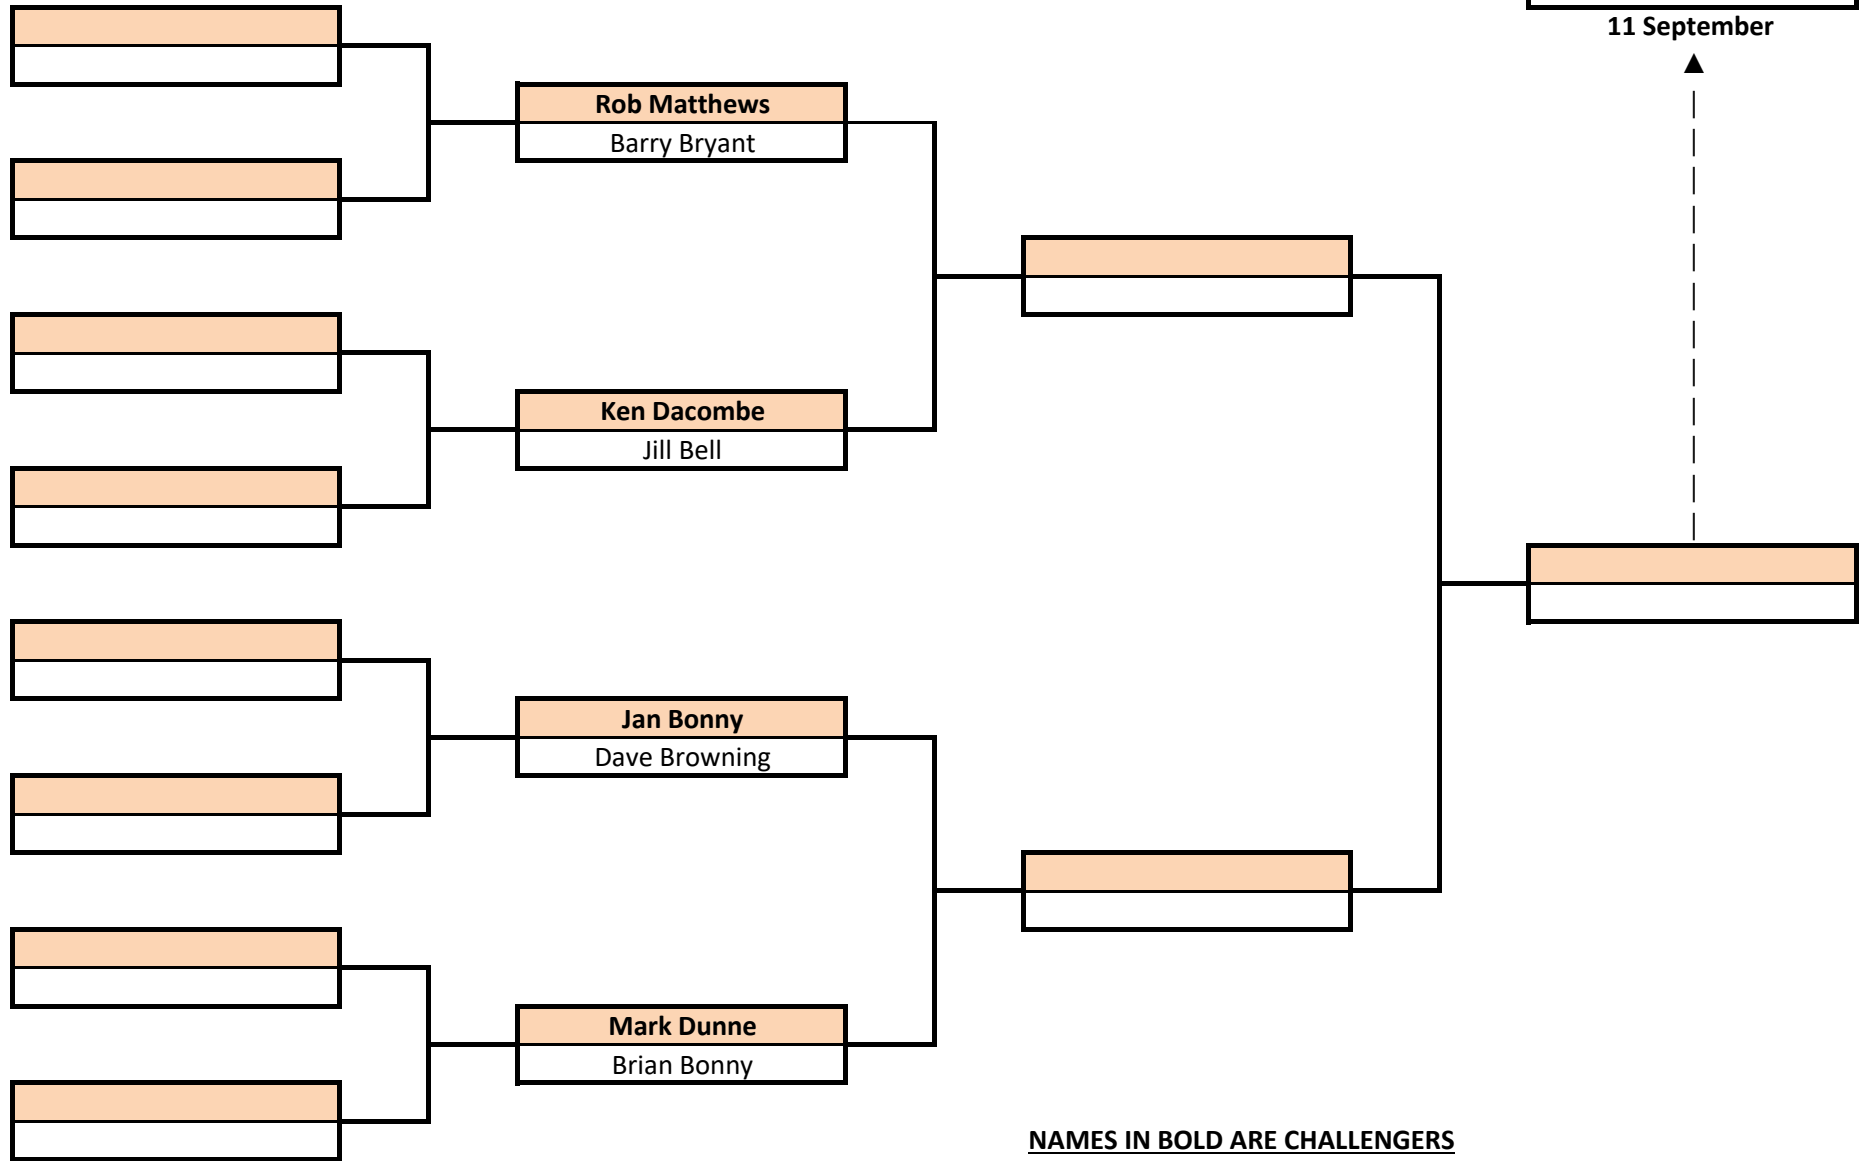 11 September
Rob Matthews
Barry Bryant
Ken Dacombe
Jill Bell
Jan Bonny
Dave Browning
Mark Dunne
Brian Bonny
NAMES IN BOLD ARE CHALLENGERS